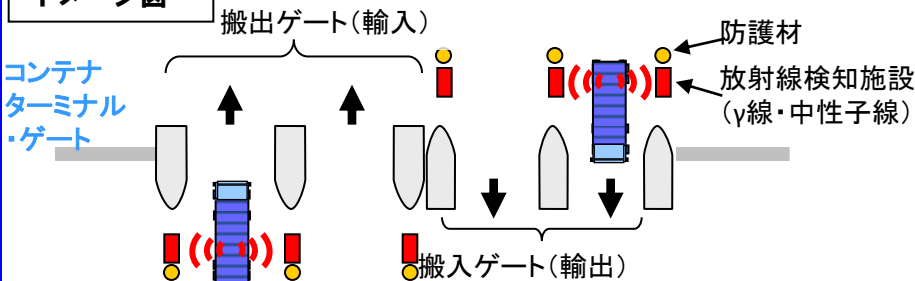 イメージ図
搬出ゲート(輸入)
コンテナ
ターミナル
・ゲート
防護材
放射線検知施設
(γ線・中性子線)
搬入ゲート(輸出)